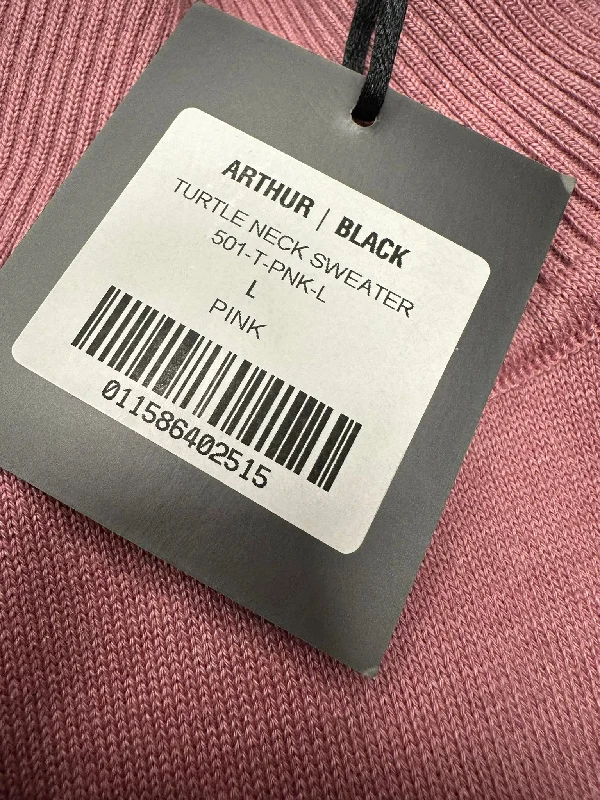 ARTHUR | BLACK
TURTLE NECK SWEATER
501-T-PNK-L
L
PINK
011586402515